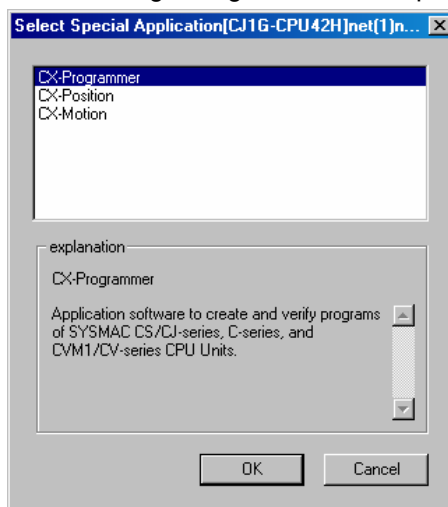 Select Special Application[CJ1G-CPU42H]net(1)n...
CX-Programmer
CX-Position
CX-Motion
explanation
CX-Programmer
Application software to create and verify programs
of SYSMAC CS/CJ-series, C-series, and
CVM1/CV-series CPU Units.
OK
Cancel